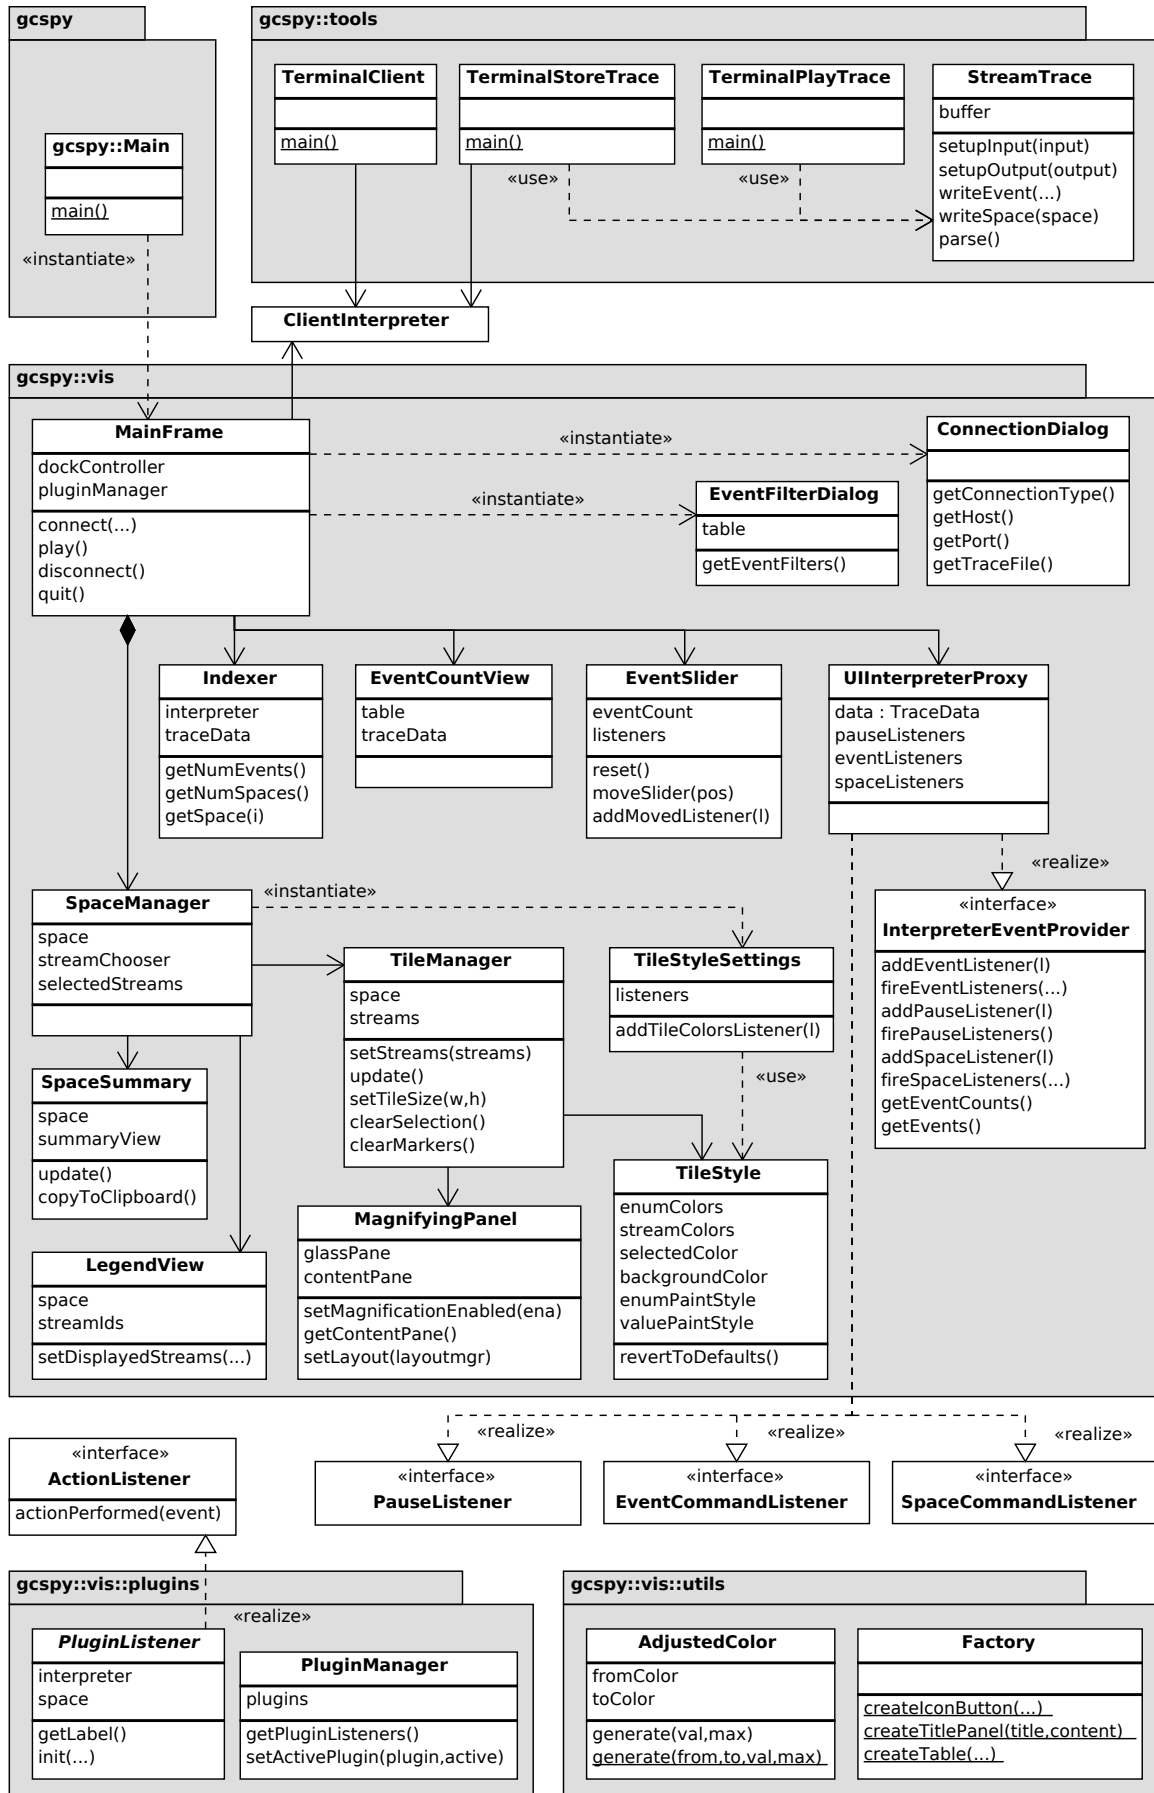 gcspy
gcspy::Main
main()
«instantiate»
gcspy::tools
TerminalClient
main()
TerminalStoreTrace
main()
«use»
TerminalPlayTrace
main()
«use»
StreamTrace
buffer
setupInput(input)
setupOutput(output)
writeEvent(...)
writeSpace(space)
parse()
ClientInterpreter
gcspy::vis
MainFrame
dockController
pluginManager
connect(...)
play()
disconnect()
quit()
«instantiate»
«instantiate»
EventFilterDialog
table
getEventFilters()
ConnectionDialog
getConnectionType()
getHost()
getPort()
getTraceFile()
Indexer
interpreter
traceData
getNumEvents()
getNumSpaces()
getSpace(i)
EventCountView
table
traceData
EventSlider
eventCount
listeners
reset()
moveSlider(pos)
addMovedListener(l)
UIInterpreterProxy
data : TraceData
pauseListeners
eventListeners
spaceListeners
«realize»
«interface»
InterpreterEventProvider
addEventListener(l)
fireEventListeners(...)
addPauseListener(l)
firePauseListeners()
addSpaceListener(l)
fireSpaceListeners(...)
getEventCounts()
getEvents()
SpaceManager
space
streamChooser
selectedStreams
«instantiate»
TileManager
space
streams
setStreams(streams)
update()
setTileSize(w,h)
clearSelection()
clearMarkers()
TileStyleSettings
listeners
addTileColorsListener(l)
«use»
SpaceSummary
space
summaryView
update()
copyToClipboard()
LegendView
space
streamIds
setDisplayedStreams(...)
MagnifyingPanel
glassPane
contentPane
setMagnificationEnabled(ena)
getContentPane()
setLayout(layoutmgr)
TileStyle
enumColors
streamColors
selectedColor
backgroundColor
enumPaintStyle
valuePaintStyle
revertToDefaults()
«interface»
ActionListener
actionPerformed(event)
«realize»
«realize»
«realize»
«interface»
PauseListener
«interface»
EventCommandListener
«interface»
SpaceCommandListener
gcspy::vis::plugins
«realize»
PluginListener
interpreter
space
getLabel()
init(...)
PluginManager
plugins
getPluginListeners()
setActivePlugin(plugin,active)
gcspy::vis::utils
AdjustedColor
fromColor
toColor
generate(val,max)
generate(from,to,val,max)
Factory
createIconButton(...)
createTitlePanel(title,content)
createTable(...)